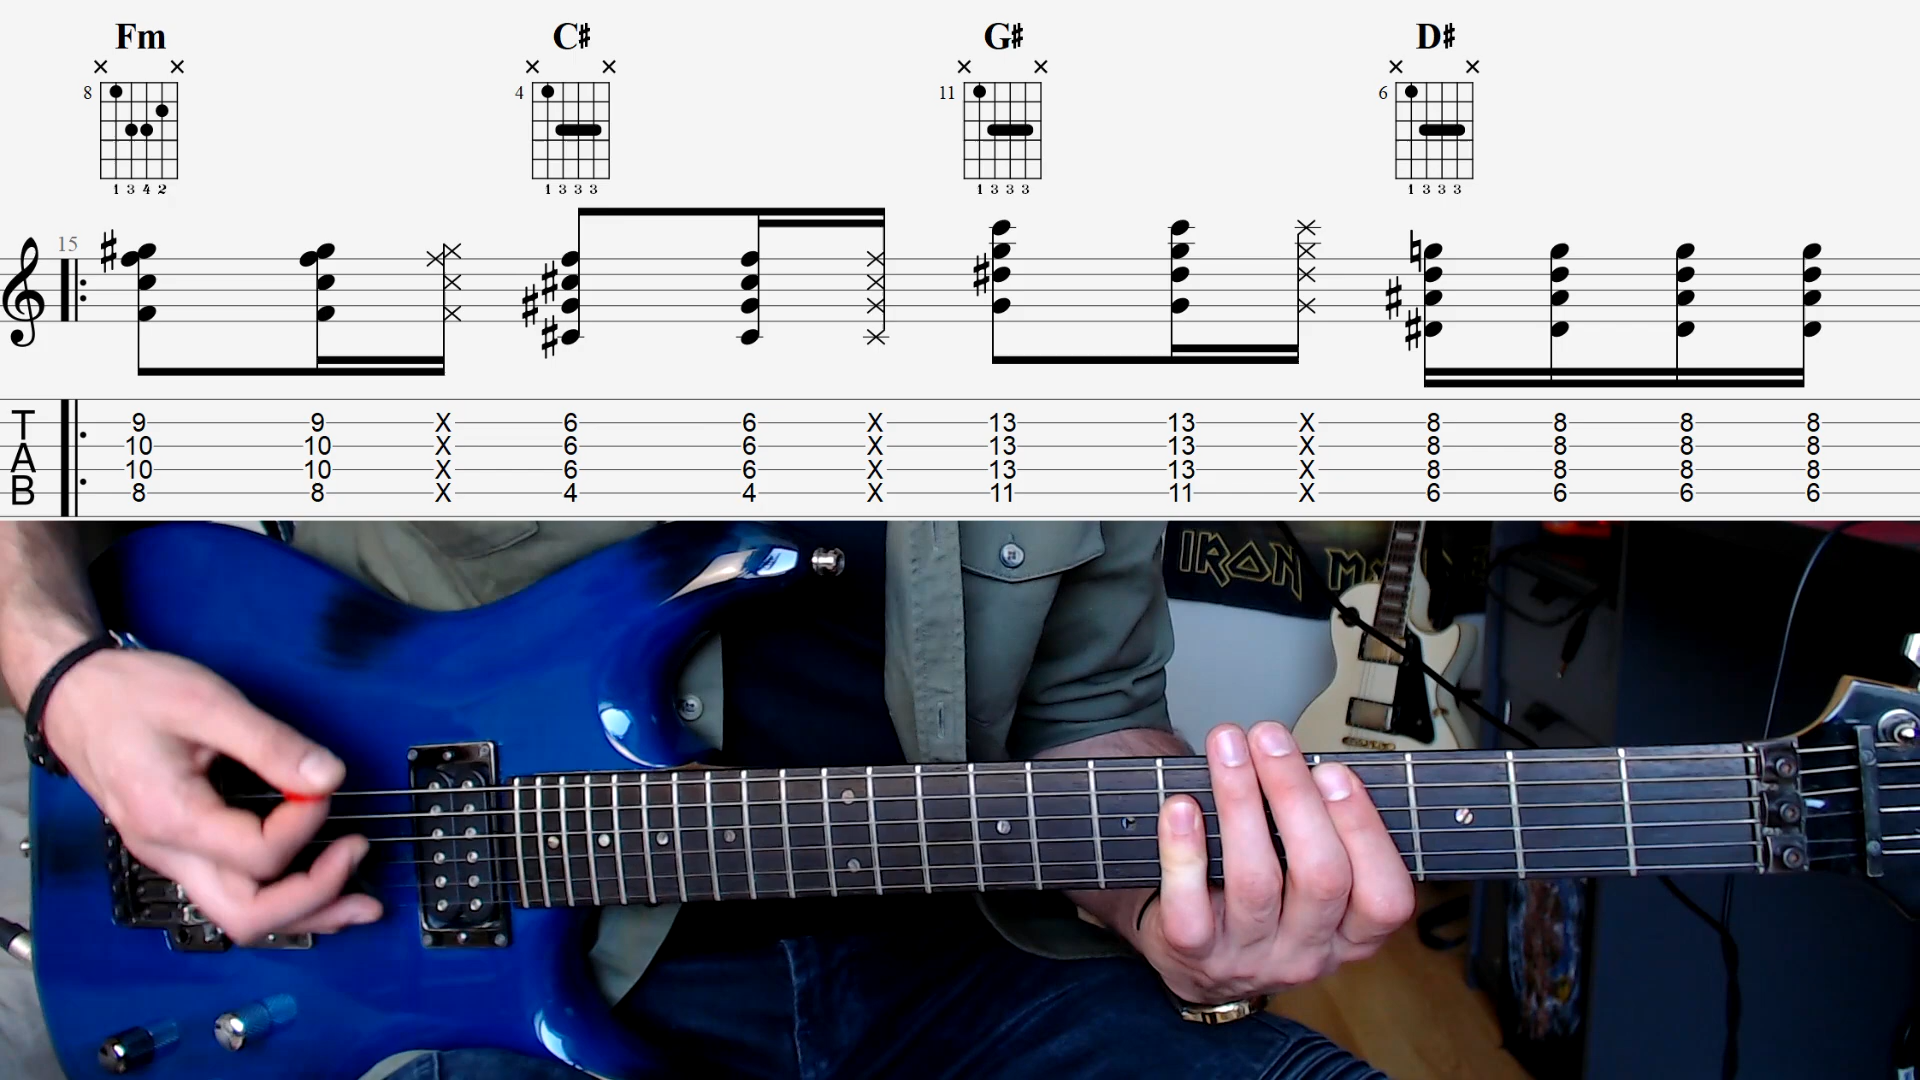 Fm C♯ G♯ D♯
× × × × × × × ×
8 4 11 6
1 3 4 2 1 3 3 3 1 3 3 3 1 3 3 3
15
T 9 9 X 6 6 X 13 13 X 8 8 8 8
A 10 10 X 6 6 X 13 13 X 8 8 8 8
10 10 X 6 6 X 13 13 X 8 8 8 8
B 8 8 X 4 4 X 11 11 X 6 6 6 6
IRON